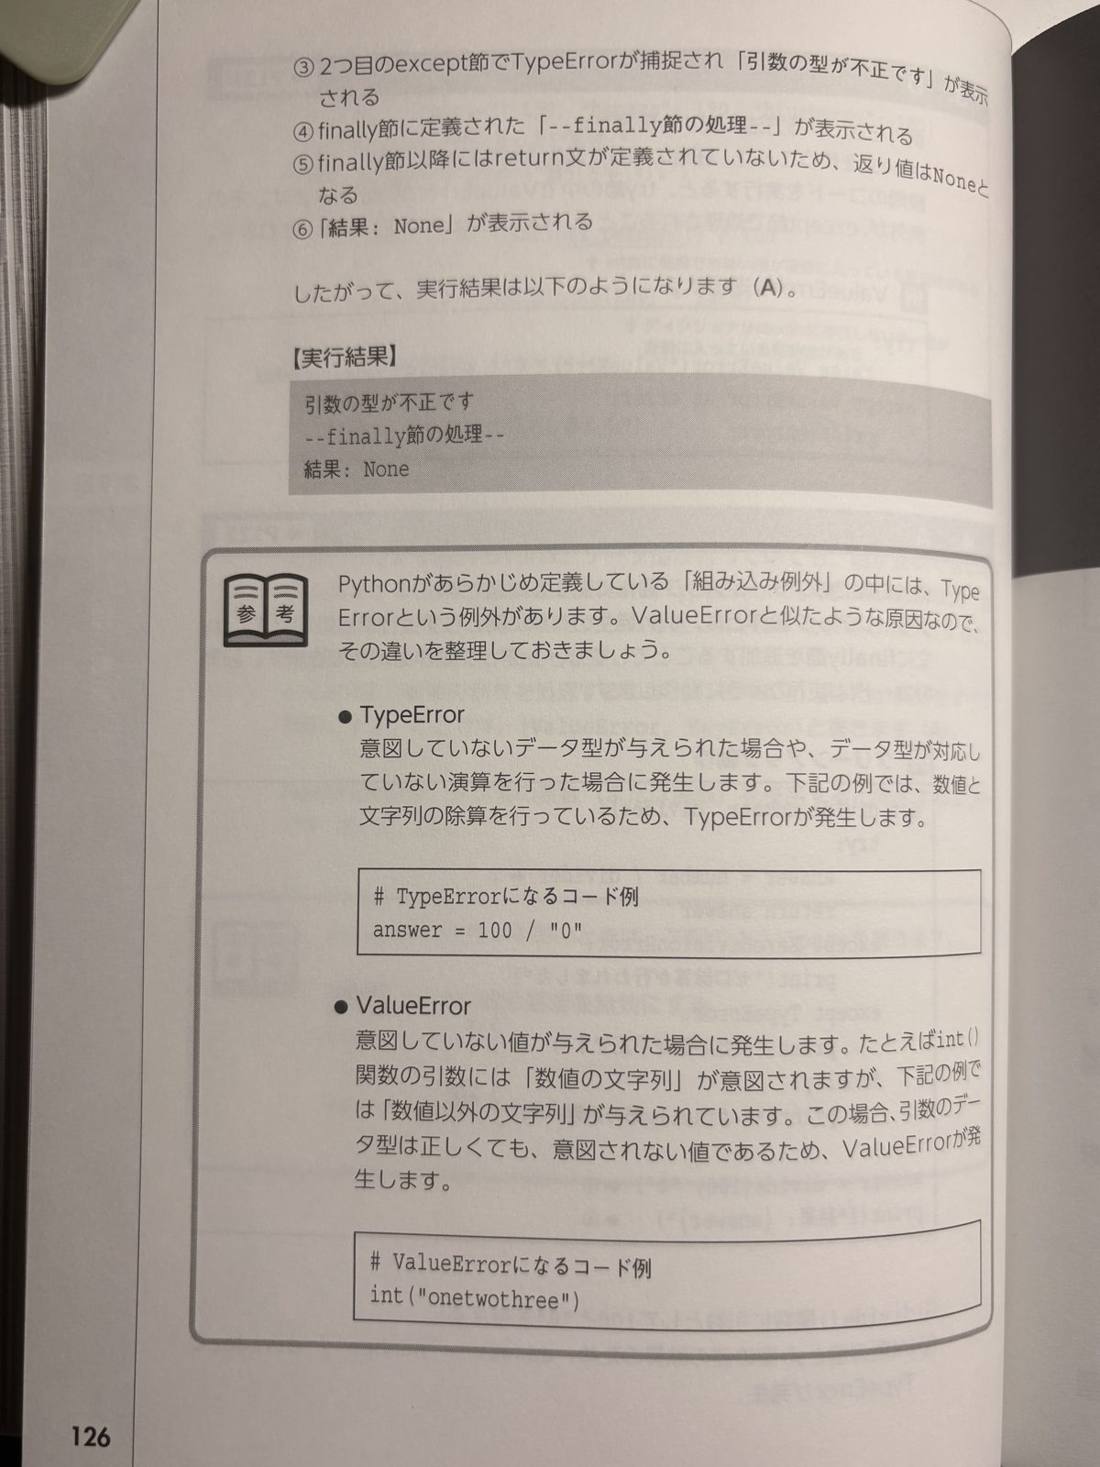 ③ 2つ目のexcept節でTypeErrorが捕捉され「引数の型が不正です」が表示
される
④ finally節に定義された「--finally節の処理--」が表示される
⑤ finally節以降にはreturn文が定義されていないため、返り値はNoneと
なる
⑥「結果: None」が表示される
したがって、実行結果は以下のようになります（A）。
【実行結果】
引数の型が不正です
--finally節の処理--
結果: None
参考
Pythonがあらかじめ定義している「組み込み例外」の中には、Type
Errorという例外があります。ValueErrorと似たような原因なので、
その違いを整理しておきましょう。
● TypeError
意図していないデータ型が与えられた場合や、データ型が対応し
ていない演算を行った場合に発生します。下記の例では、数値と
文字列の除算を行っているため、TypeErrorが発生します。
# TypeErrorになるコード例
answer = 100 / "0"
● ValueError
意図していない値が与えられた場合に発生します。たとえばint()
関数の引数には「数値の文字列」が意図されますが、下記の例で
は「数値以外の文字列」が与えられています。この場合、引数のデー
タ型は正しくても、意図されない値であるため、ValueErrorが発
生します。
# ValueErrorになるコード例
int("onetwothree")
126